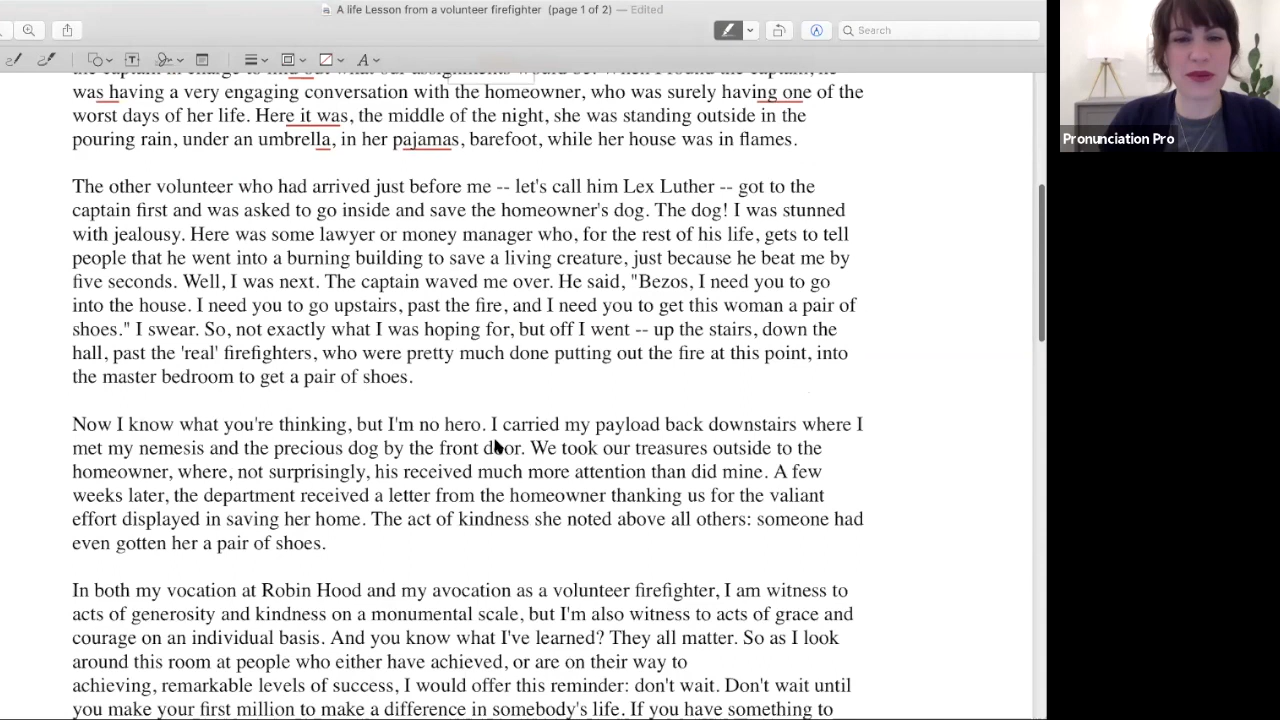 A life Lesson from a volunteer firefighter (page 1 of 2) — Edited
Search
Pronunciation Pro
the captain in charge to find out what our assignments would be. When I found the captain, he
was having a very engaging conversation with the homeowner, who was surely having one of the
worst days of her life. Here it was, the middle of the night, she was standing outside in the
pouring rain, under an umbrella, in her pajamas, barefoot, while her house was in flames.
The other volunteer who had arrived just before me -- let's call him Lex Luther -- got to the
captain first and was asked to go inside and save the homeowner's dog. The dog! I was stunned
with jealousy. Here was some lawyer or money manager who, for the rest of his life, gets to tell
people that he went into a burning building to save a living creature, just because he beat me by
five seconds. Well, I was next. The captain waved me over. He said, "Bezos, I need you to go
into the house. I need you to go upstairs, past the fire, and I need you to get this woman a pair of
shoes." I swear. So, not exactly what I was hoping for, but off I went -- up the stairs, down the
hall, past the 'real' firefighters, who were pretty much done putting out the fire at this point, into
the master bedroom to get a pair of shoes.
Now I know what you're thinking, but I'm no hero. I carried my payload back downstairs where I
met my nemesis and the precious dog by the front door. We took our treasures outside to the
homeowner, where, not surprisingly, his received much more attention than did mine. A few
weeks later, the department received a letter from the homeowner thanking us for the valiant
effort displayed in saving her home. The act of kindness she noted above all others: someone had
even gotten her a pair of shoes.
In both my vocation at Robin Hood and my avocation as a volunteer firefighter, I am witness to
acts of generosity and kindness on a monumental scale, but I'm also witness to acts of grace and
courage on an individual basis. And you know what I've learned? They all matter. So as I look
around this room at people who either have achieved, or are on their way to
achieving, remarkable levels of success, I would offer this reminder: don't wait. Don't wait until
you make your first million to make a difference in somebody's life. If you have something to